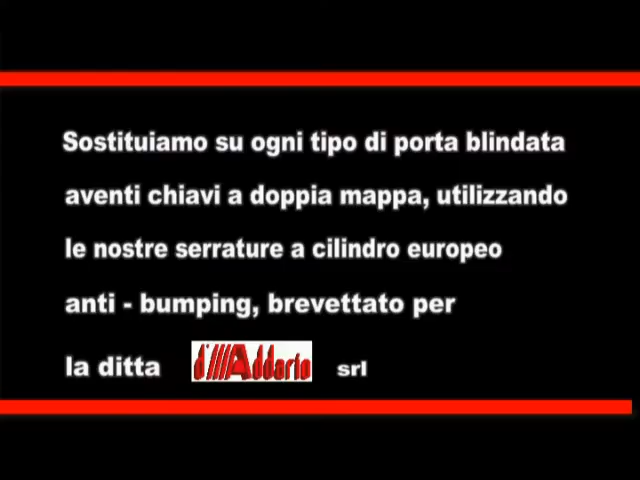 Sostituiamo su ogni tipo di porta blindata
aventi chiavi a doppia mappa, utilizzando
le nostre serrature a cilindro europeo
anti - bumping, brevettato per
la ditta d'Addario srl